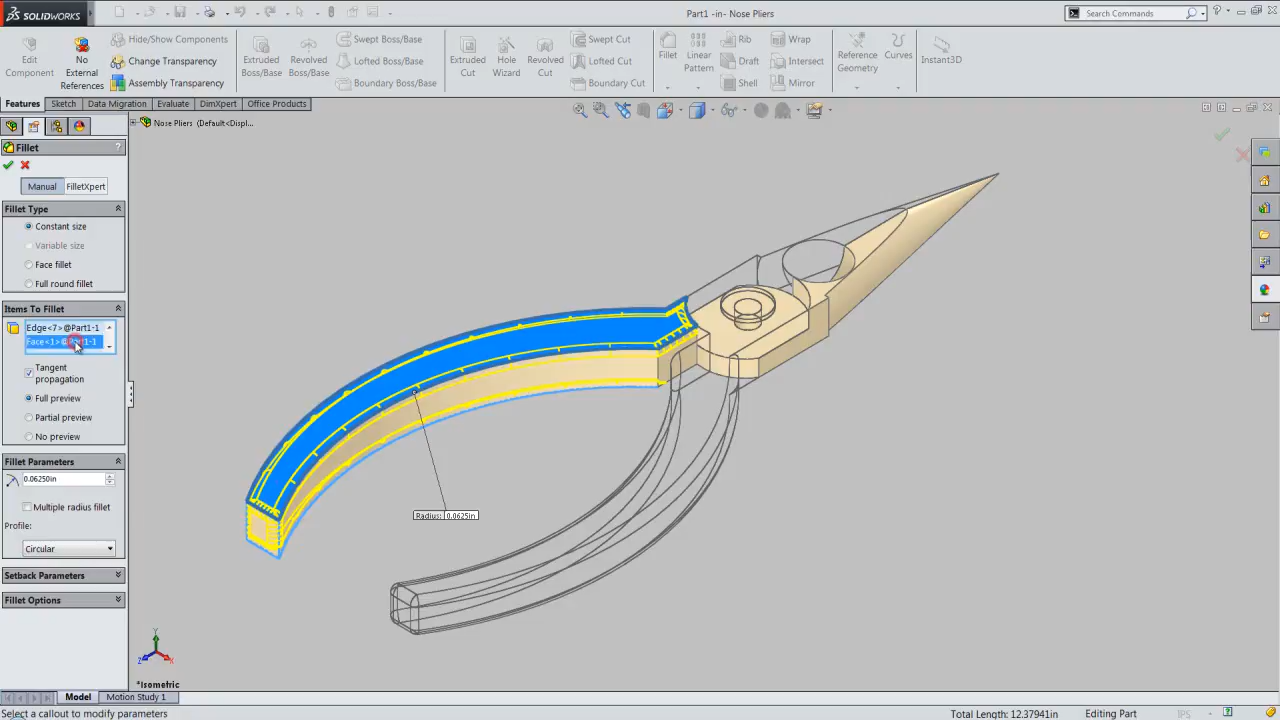 SOLIDWORKS
Part1 -in- Nose Pliers
Search Commands
Edit Component
No External References
Hide/Show Components
Change Transparency
Assembly Transparency
Extruded Boss/Base
Revolved Boss/Base
Swept Boss/Base
Lofted Boss/Base
Boundary Boss/Base
Extruded Cut
Hole Wizard
Revolved Cut
Swept Cut
Lofted Cut
Boundary Cut
Fillet
Linear Pattern
Rib
Draft
Shell
Wrap
Intersect
Mirror
Reference Geometry
Curves
Instant3D
Features Sketch Data Migration Evaluate DimXpert Office Products
Nose Pliers (Default<Displ...
Fillet ?
Manual FilletXpert
Fillet Type
Constant size
Variable size
Face fillet
Full round fillet
Items To Fillet
Edge<7>@Part1-1
Face<1>@Part1-1
Tangent
propagation
Full preview
Partial preview
No preview
Fillet Parameters
0.06250in
Multiple radius fillet
Profile:
Circular
Setback Parameters
Fillet Options
Radius: 0.0625in
Y
Z X
*Isometric
Model Motion Study 1
Select a callout to modify parameters
Total Length: 12.37941in Editing Part IPS